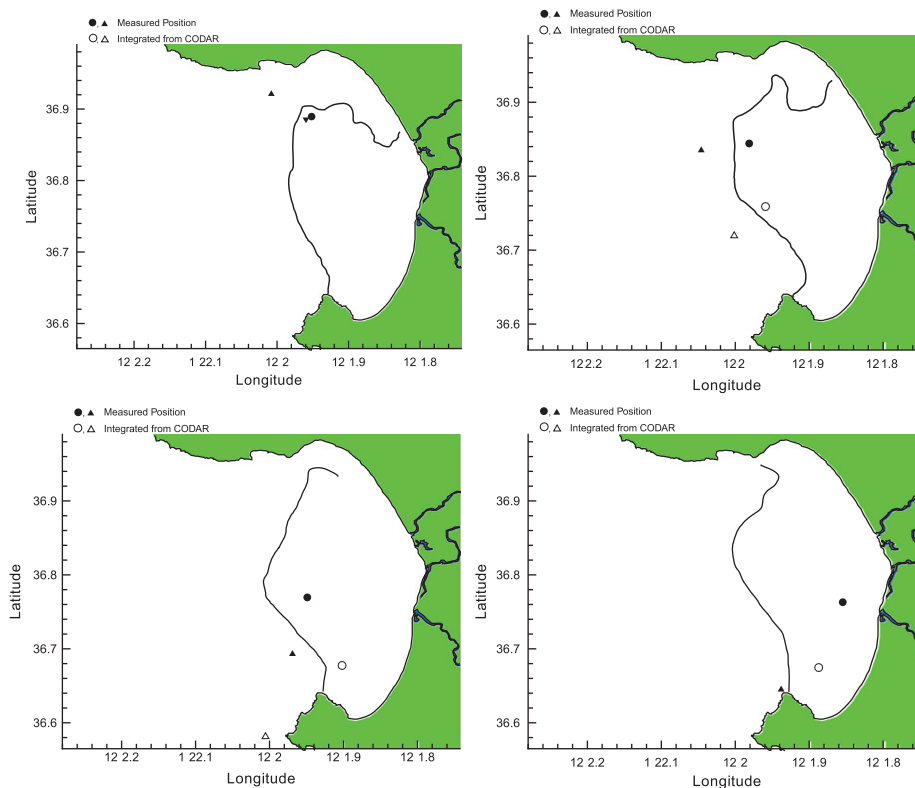 ●, ▲ Measured Position
○, △ Integrated from CODAR
36.9
36.8
36.7
36.6
Latitude
12 2.2
1 22.1
12 2
12 1.9
12 1.8
Longitude
●, ▲ Measured Position
○, △ Integrated from CODAR
36.9
36.8
36.7
36.6
Latitude
122.2
1 22.1
12 2
121.9
121.8
Longitude
●, ▲ Measured Position
○, △ Integrated from CODAR
36.9
36.8
36.7
36.6
Latitude
12 2.2
1 22.1
12 2
12 1.9
12 1.8
Longitude
●, ▲ Measured Position
○, △ Integrated from CODAR
36.9
36.8
36.7
36.6
Latitude
12 2.2
1 22.1
12 2
12 1.9
12 1.8
Longitude